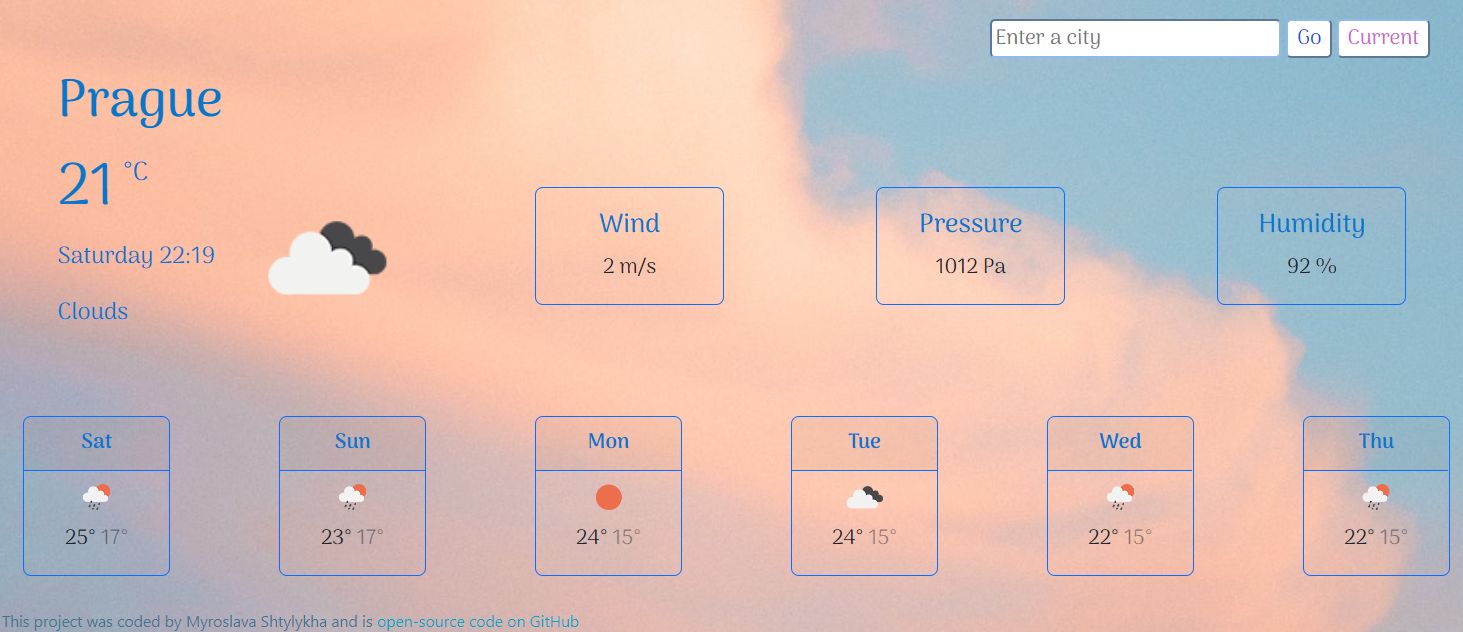 Enter a city Go Current
Prague
21 °C
Saturday 22:19
Clouds
Wind
2 m/s
Pressure
1012 Pa
Humidity
92 %
Sat
25° 17°
Sun
23° 17°
Mon
24° 15°
Tue
24° 15°
Wed
22° 15°
Thu
22° 15°
This project was coded by Myroslava Shtylykha and is open-source code on GitHub